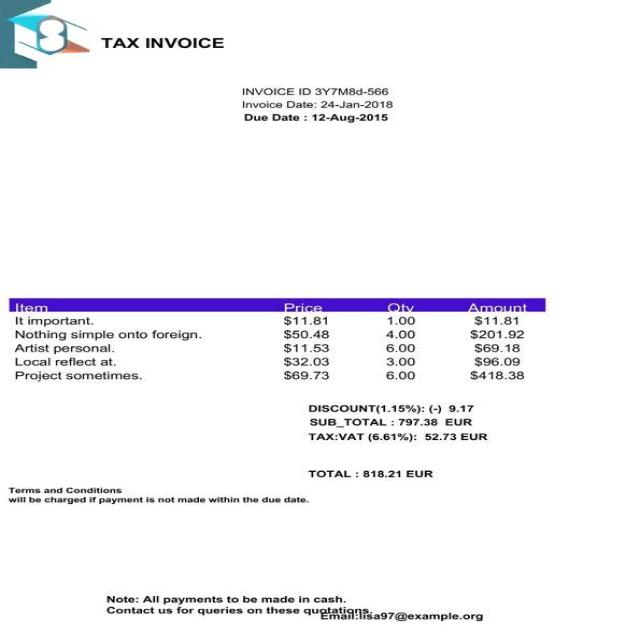 8
TAX INVOICE
INVOICE ID 3Y7M8d-566
Invoice Date: 24-Jan-2018
Due Date : 12-Aug-2015
Item Price Qty Amount
It important. $11.81 1.00 $11.81
Nothing simple onto foreign. $50.48 4.00 $201.92
Artist personal. $11.53 6.00 $69.18
Local reflect at. $32.03 3.00 $96.09
Project sometimes. $69.73 6.00 $418.38
DISCOUNT(1.15%): (-) 9.17
SUB_TOTAL : 797.38 EUR
TAX:VAT (6.61%): 52.73 EUR
TOTAL : 818.21 EUR
Terms and Conditions
will be charged if payment is not made within the due date.
Note: All payments to be made in cash.
Contact us for queries on these quotations.
Email:lisa97@example.org